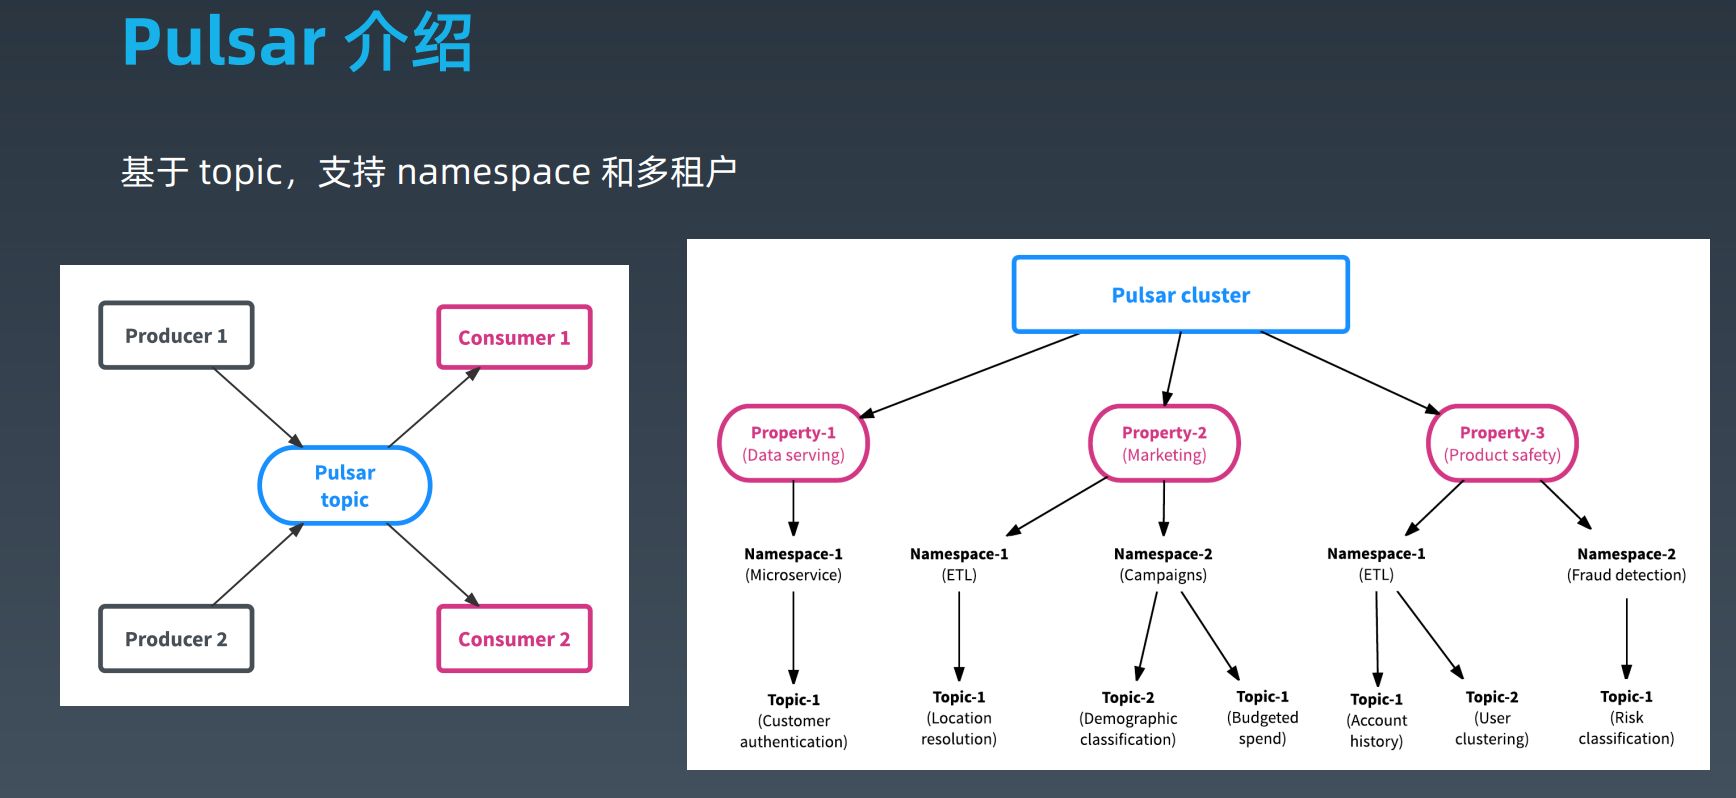 Pulsar 介绍
基于 topic，支持 namespace 和多租户
Producer 1
Consumer 1
Pulsar
topic
Producer 2
Consumer 2
Pulsar cluster
Property-1
(Data serving)
Property-2
(Marketing)
Property-3
(Product safety)
Namespace-1
(Microservice)
Namespace-1
(ETL)
Namespace-2
(Campaigns)
Namespace-1
(ETL)
Namespace-2
(Fraud detection)
Topic-1
(Customer
authentication)
Topic-1
(Location
resolution)
Topic-2
(Demographic
classification)
Topic-1
(Budgeted
spend)
Topic-1
(Account
history)
Topic-2
(User
clustering)
Topic-1
(Risk
classification)